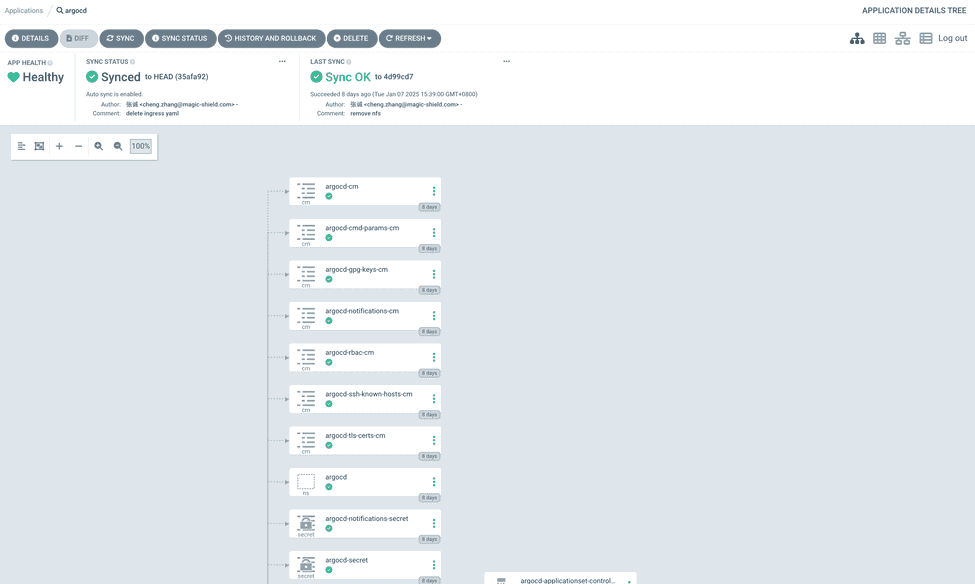 Applications
argocd
APPLICATION DETAILS TREE
DETAILS
DIFF
SYNC
SYNC STATUS
HISTORY AND ROLLBACK
DELETE
REFRESH
Log out
APP HEALTH
Healthy
SYNC STATUS
Synced to HEAD (35afa92)
Auto sync is enabled.
Author: 张诚 <cheng.zhang@magic-shield.com> -
Comment: delete ingress yaml
LAST SYNC
Sync OK to 4d99cd7
Succeeded 8 days ago (Tue Jan 07 2025 15:39:00 GMT+0800)
Author: 张诚 <cheng.zhang@magic-shield.com> -
Comment: remove nfs
100%
argocd-cm
cm
8 days
argocd-cmd-params-cm
cm
8 days
argocd-gpg-keys-cm
cm
8 days
argocd-notifications-cm
cm
8 days
argocd-rbac-cm
cm
8 days
argocd-ssh-known-hosts-cm
cm
8 days
argocd-tls-certs-cm
cm
8 days
argocd
ns
8 days
argocd-notifications-secret
secret
8 days
argocd-secret
secret
8 days
argocd-applicationset-control...